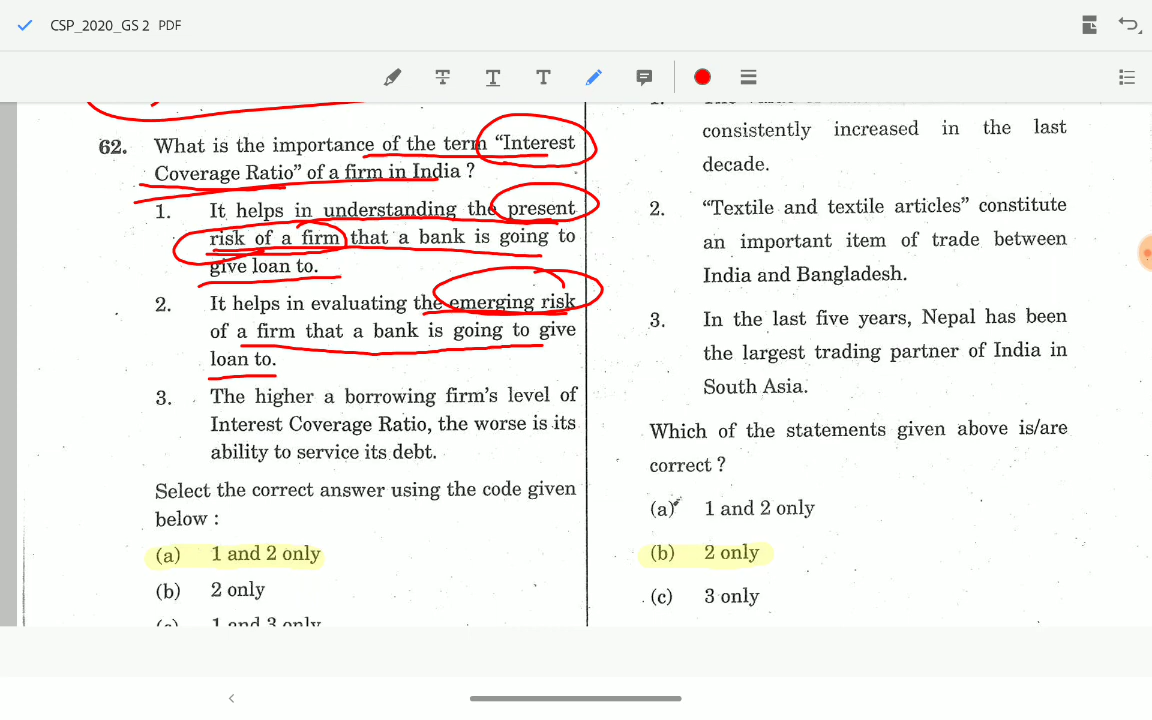 CSP_2020_GS 2 PDF
62. What is the importance of the term “Interest
Coverage Ratio” of a firm in India ?
1. It helps in understanding the present
risk of a firm that a bank is going to
give loan to.
2. It helps in evaluating the emerging risk
of a firm that a bank is going to give
loan to.
3. The higher a borrowing firm’s level of
Interest Coverage Ratio, the worse is its
ability to service its debt.
Select the correct answer using the code given
below :
(a) 1 and 2 only
(b) 2 only
(c) 1 and 3 only
consistently increased in the last
decade.
2. “Textile and textile articles” constitute
an important item of trade between
India and Bangladesh.
3. In the last five years, Nepal has been
the largest trading partner of India in
South Asia.
Which of the statements given above is/are
correct ?
(a) 1 and 2 only
(b) 2 only
(c) 3 only